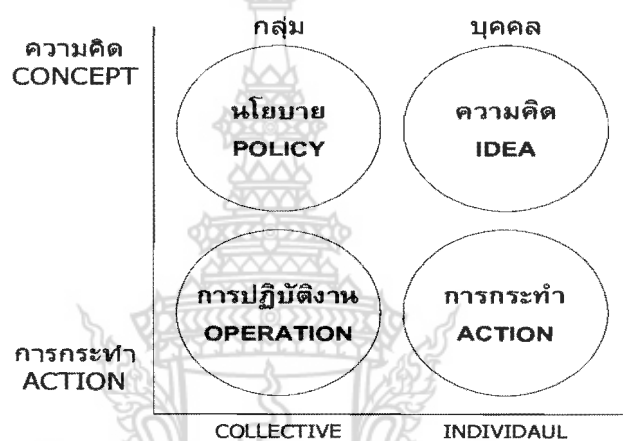 กลุ่ม บุคคล
ความคิด
CONCEPT
นโยบาย ความคิด
POLICY IDEA
การปฏิบัติงาน การกระทำ
OPERATION ACTION
การกระทำ
ACTION
COLLECTIVE INDIVIDAUL